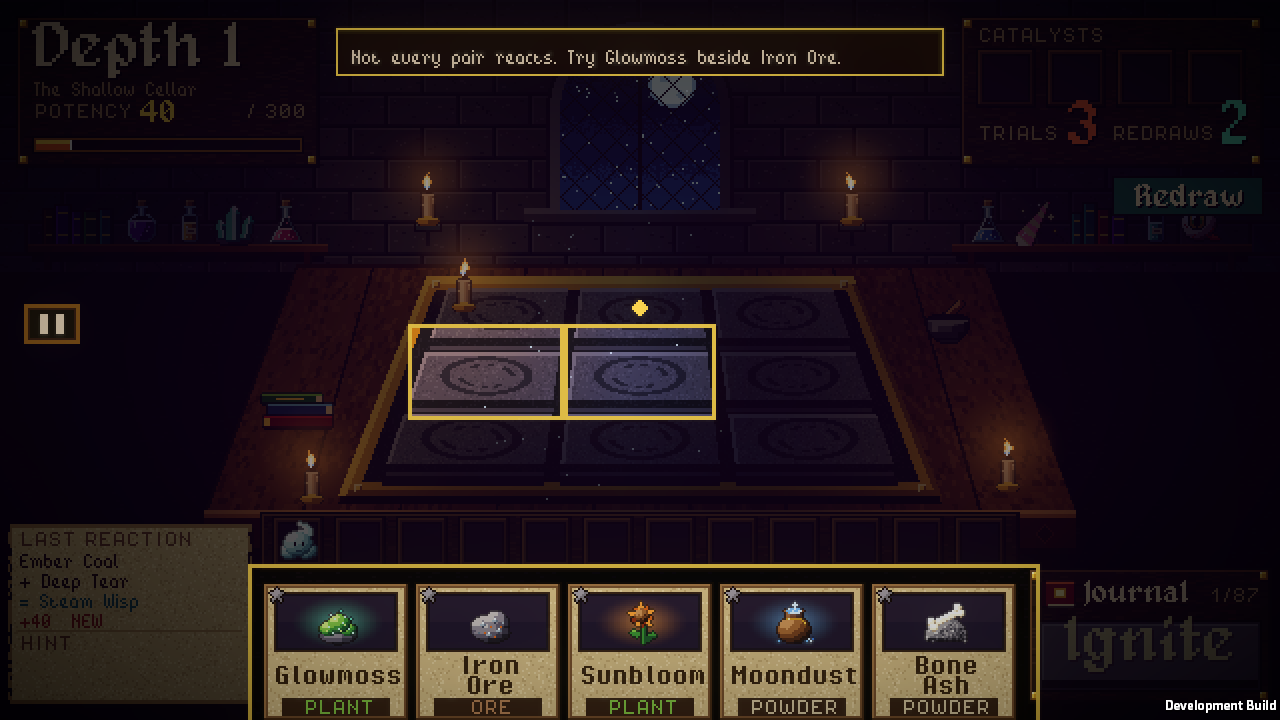 Depth 1
The Shallow Cellar
POTENCY 40 / 300
Not every pair reacts. Try Glowmoss beside Iron Ore.
CATALYSTS
TRIALS 3 REDRAWS 2
Redraw
LAST REACTION
Ember Coal
+ Deep Tear
= Steam Wisp
+40 NEW
HINT
Glowmoss
PLANT
Iron
Ore
ORE
Sunbloom
PLANT
Moondust
POWDER
Bone
Ash
POWDER
Journal 1/87
Ignite
Development Build